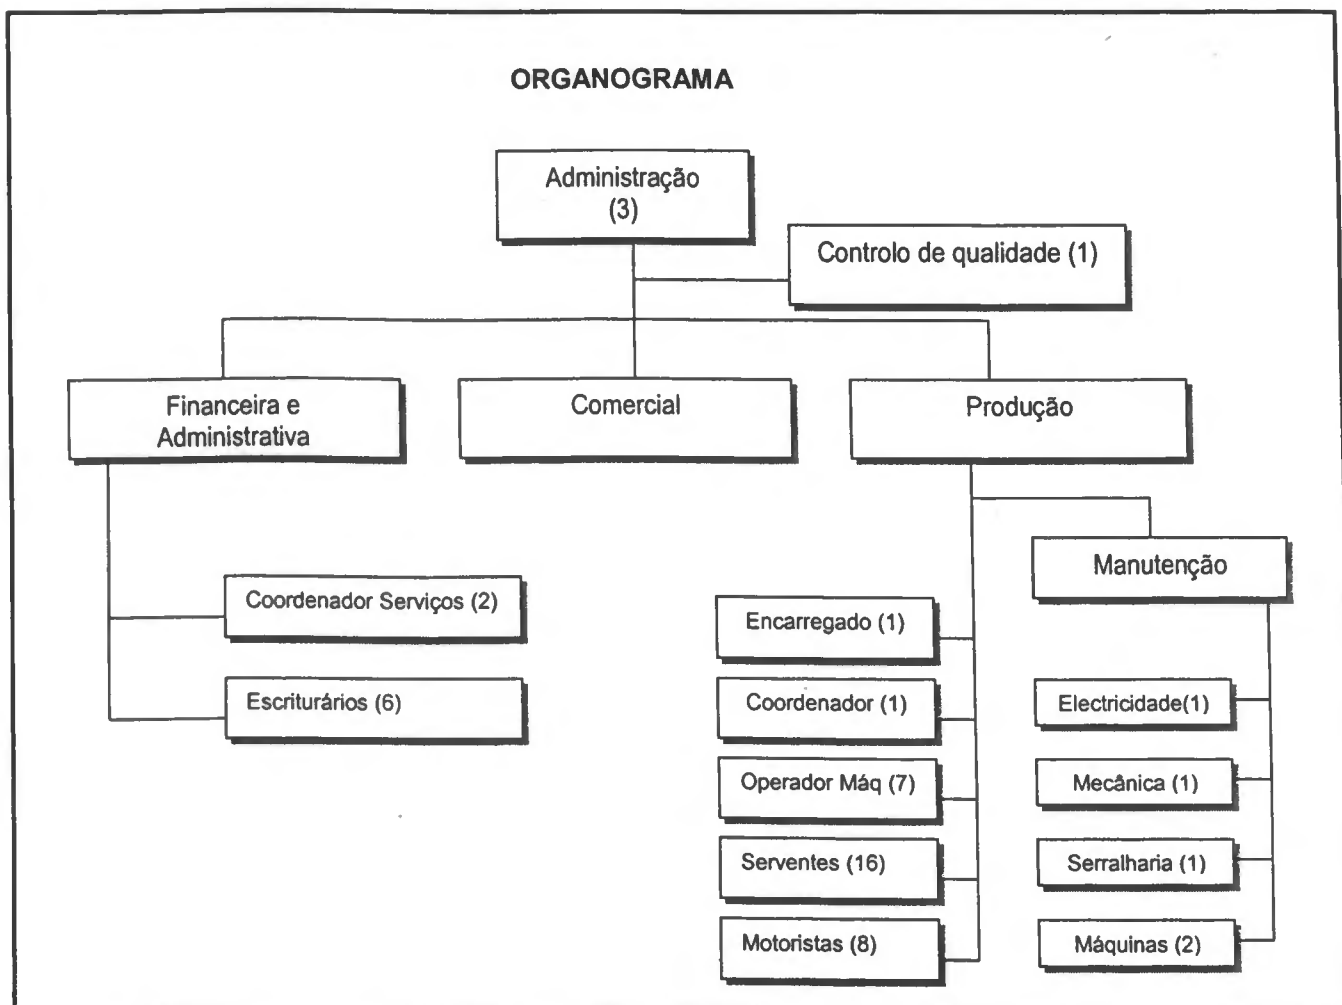 ORGANOGRAMA
Administração
(3)
Controlo de qualidade (1)
Financeira e
Administrativa
Comercial
Produção
Manutenção
Coordenador Serviços (2)
Escriturários (6)
Encarregado (1)
Coordenador (1)
Operador Máq (7)
Serventes (16)
Motoristas (8)
Electricidade(1)
Mecânica (1)
Serralharia (1)
Máquinas (2)